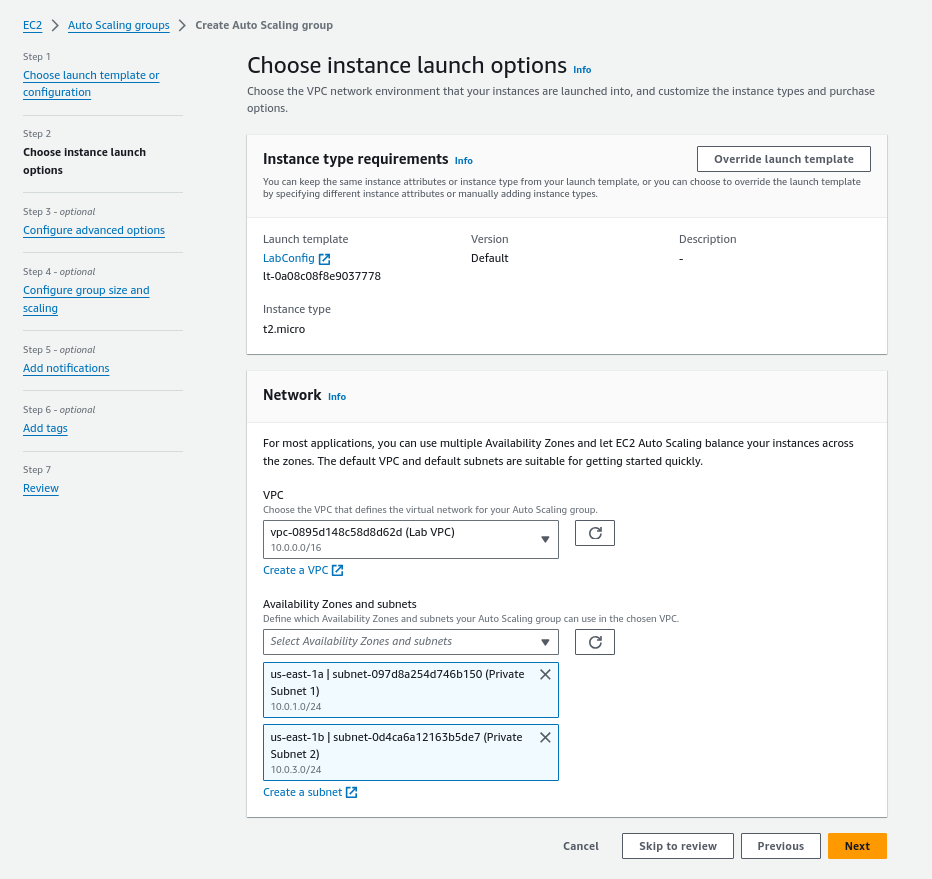 EC2 Auto Scaling groups Create Auto Scaling group
Step 1
Choose launch template or
configuration
Step 2
Choose instance launch
options
Step 3 - optional
Configure advanced options
Step 4 - optional
Configure group size and
scaling
Step 5 - optional
Add notifications
Step 6 - optional
Add tags
Step 7
Review
Choose instance launch options Info
Choose the VPC network environment that your instances are launched into, and customize the instance types and purchase
options.
Instance type requirements Info
Override launch template
You can keep the same instance attributes or instance type from your launch template, or you can choose to override the launch template
by specifying different instance attributes or manually adding instance types.
Launch template
LabConfig
lt-0a08c08f8e9037778
Version
Default
Description
-
Instance type
t2.micro
Network Info
For most applications, you can use multiple Availability Zones and let EC2 Auto Scaling balance your instances across
the zones. The default VPC and default subnets are suitable for getting started quickly.
VPC
Choose the VPC that defines the virtual network for your Auto Scaling group.
vpc-0895d148c58d8d62d (Lab VPC)
10.0.0.0/16
Create a VPC
Availability Zones and subnets
Define which Availability Zones and subnets your Auto Scaling group can use in the chosen VPC.
Select Availability Zones and subnets
us-east-1a | subnet-097d8a254d746b150 (Private
Subnet 1)
10.0.1.0/24
us-east-1b | subnet-0d4ca6a12163b5de7 (Private
Subnet 2)
10.0.3.0/24
Create a subnet
Cancel Skip to review Previous Next